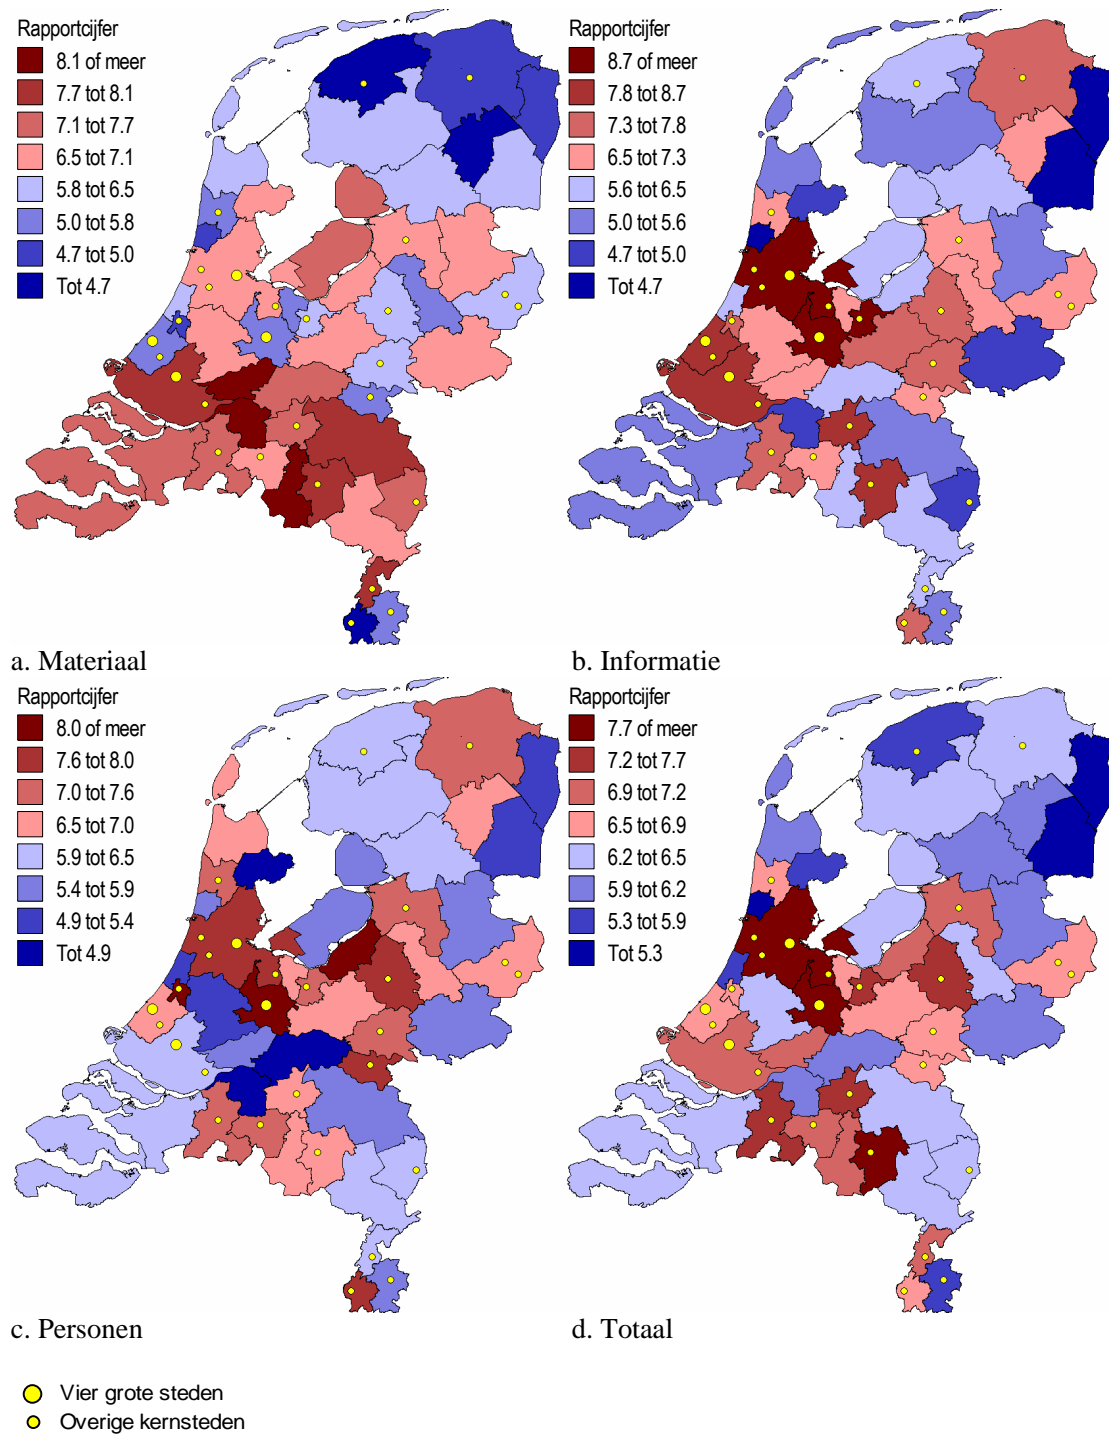 Rapportcijfer
8.1 of meer
7.7 tot 8.1
7.1 tot 7.7
6.5 tot 7.1
5.8 tot 6.5
5.0 tot 5.8
4.7 tot 5.0
Tot 4.7
a. Materiaal
Rapportcijfer
8.7 of meer
7.8 tot 8.7
7.3 tot 7.8
6.5 tot 7.3
5.6 tot 6.5
5.0 tot 5.6
4.7 tot 5.0
Tot 4.7
b. Informatie
Rapportcijfer
8.0 of meer
7.6 tot 8.0
7.0 tot 7.6
6.5 tot 7.0
5.9 tot 6.5
5.4 tot 5.9
4.9 tot 5.4
Tot 4.9
c. Personen
Rapportcijfer
7.7 of meer
7.2 tot 7.7
6.9 tot 7.2
6.5 tot 6.9
6.2 tot 6.5
5.9 tot 6.2
5.3 tot 5.9
Tot 5.3
d. Totaal
Vier grote steden
Overige kernsteden